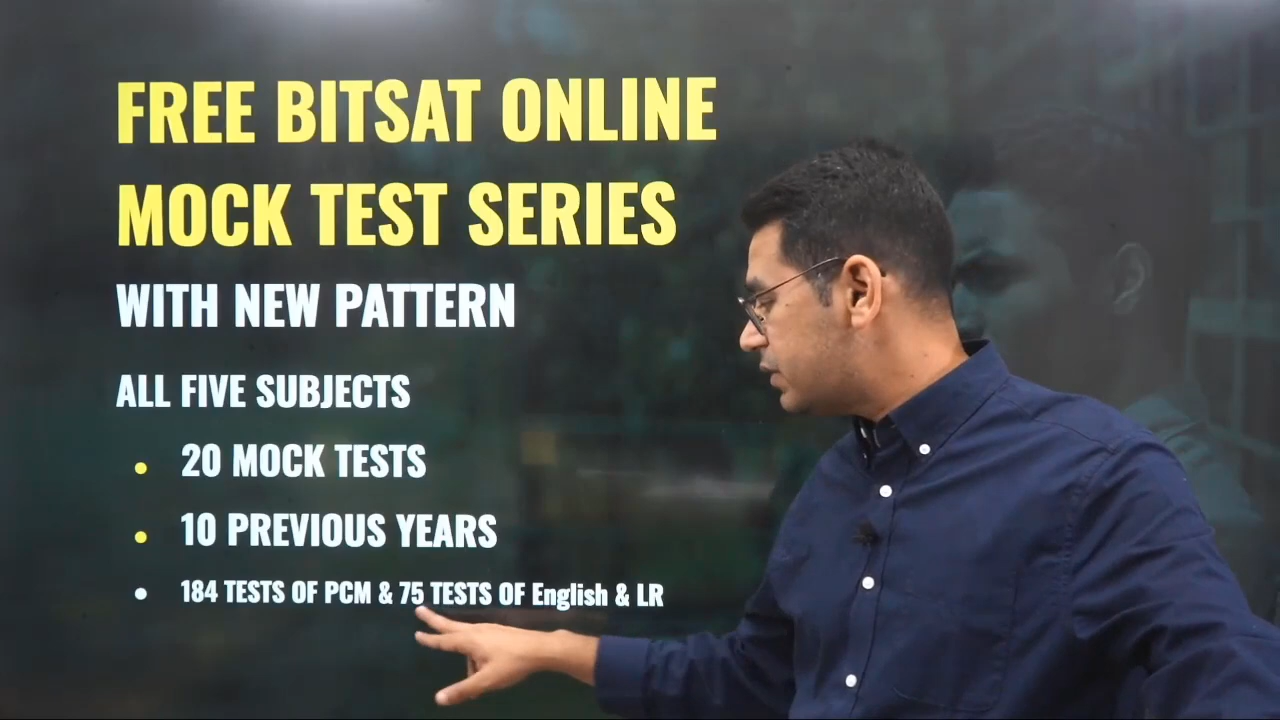 FREE BITSAT ONLINE
MOCK TEST SERIES
WITH NEW PATTERN
ALL FIVE SUBJECTS
20 MOCK TESTS
10 PREVIOUS YEARS
184 TESTS OF PCM & 75 TESTS OF English & LR